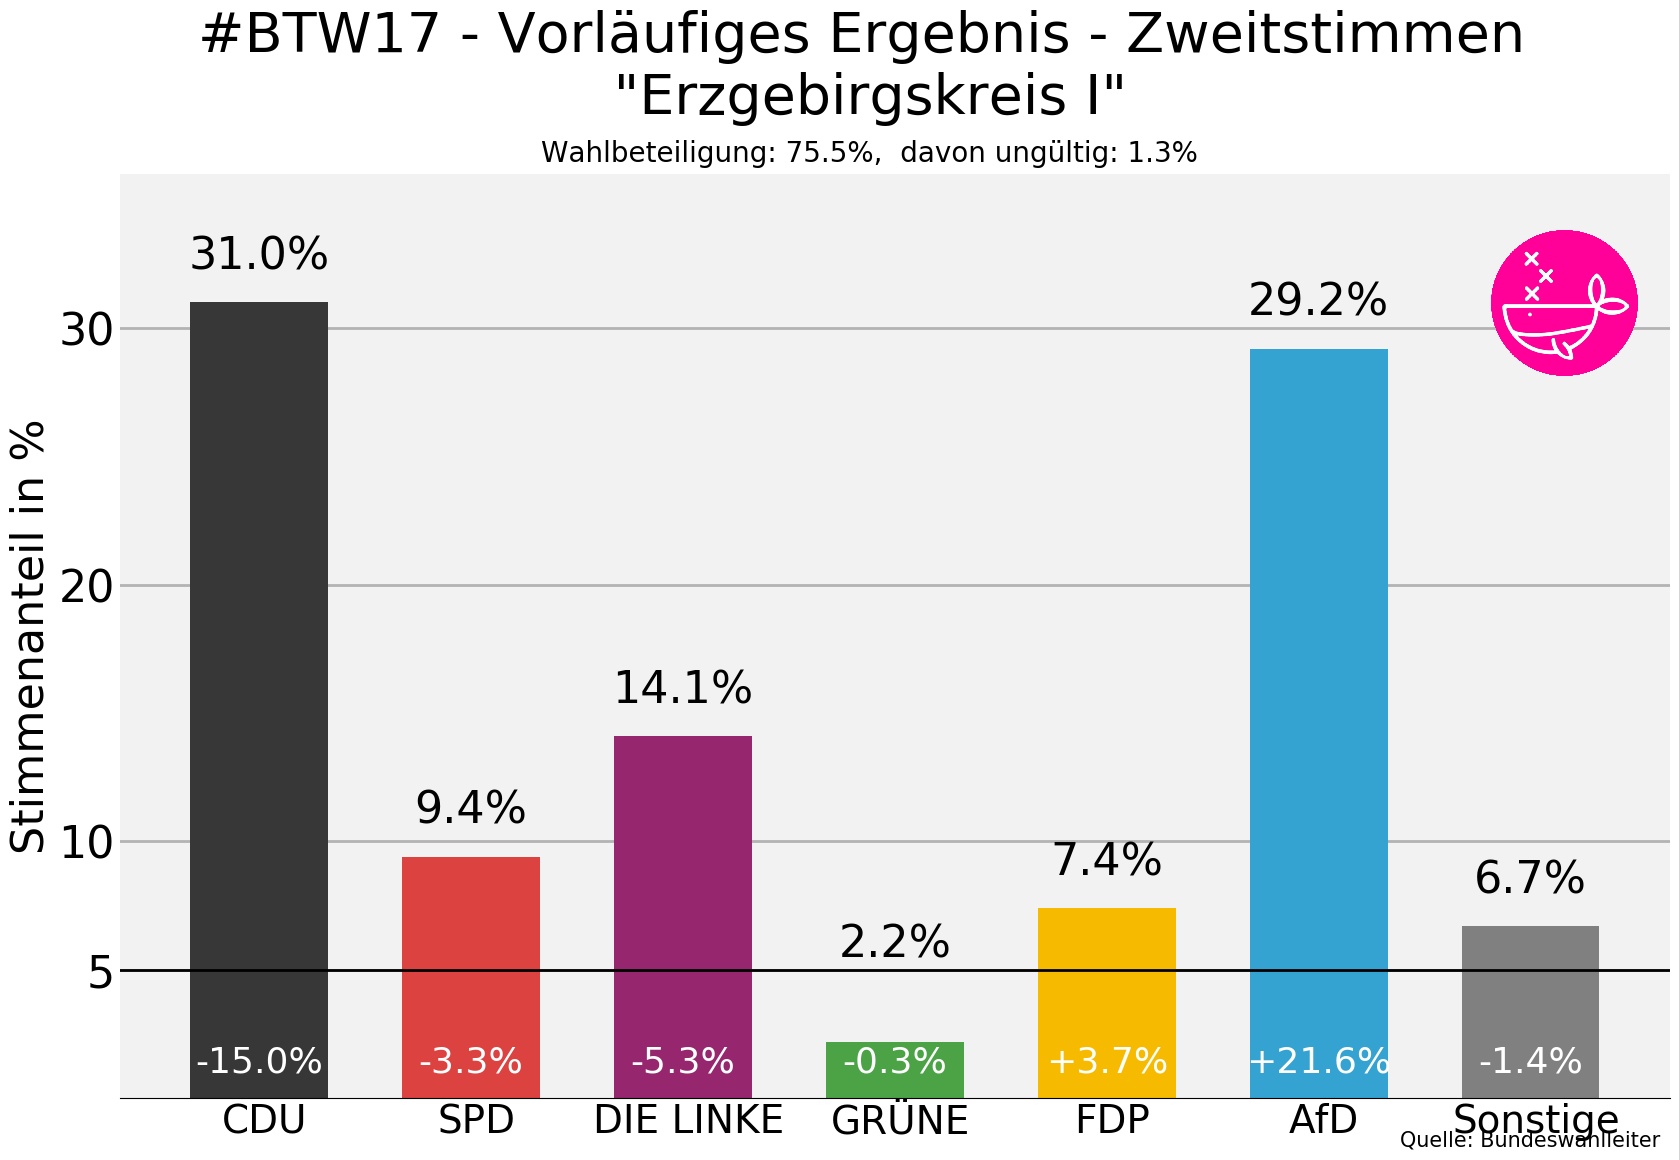 #BTW17 - Vorläufiges Ergebnis - Zweitstimmen
"Erzgebirgskreis I"
Wahlbeteiligung: 75.5%,  davon ungültig: 1.3%
Stimmenanteil in %
30
20
10
5
31.0%
9.4%
14.1%
2.2%
7.4%
29.2%
6.7%
-15.0%
-3.3%
-5.3%
-0.3%
+3.7%
+21.6%
-1.4%
CDU
SPD
DIE LINKE
GRÜNE
FDP
AfD
Sonstige
Quelle: Bundeswahlleiter